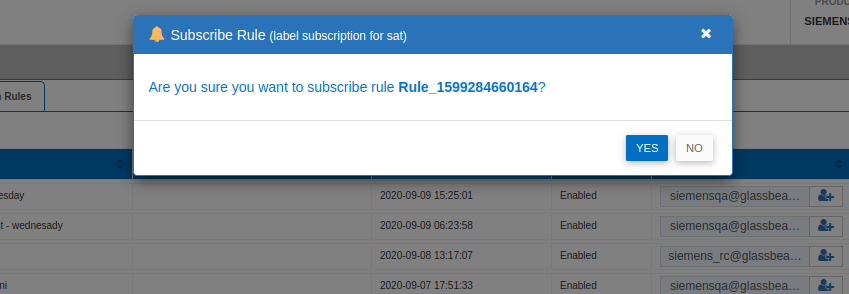 PRODU
SIEMENS
Subscribe Rule (label subscription for sat)
Are you sure you want to subscribe rule Rule_1599284660164?
Rules
YES NO
esday 2020-09-09 15:25:01 Enabled siemensqa@glassbea...
t - wednesady 2020-09-09 06:23:58 Enabled siemensqa@glassbea...
2020-09-08 13:17:07 Enabled siemens_rc@glassbea...
ni 2020-09-07 17:51:33 Enabled siemensqa@glassbea...